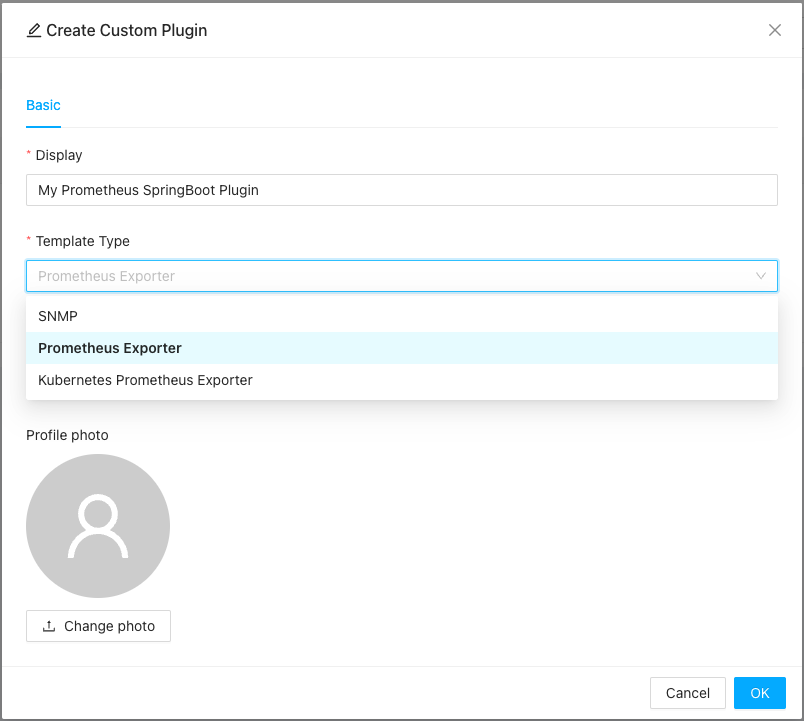 Create Custom Plugin
Basic
* Display
My Prometheus SpringBoot Plugin
* Template Type
Prometheus Exporter
SNMP
Prometheus Exporter
Kubernetes Prometheus Exporter
Profile photo
Change photo
Cancel OK